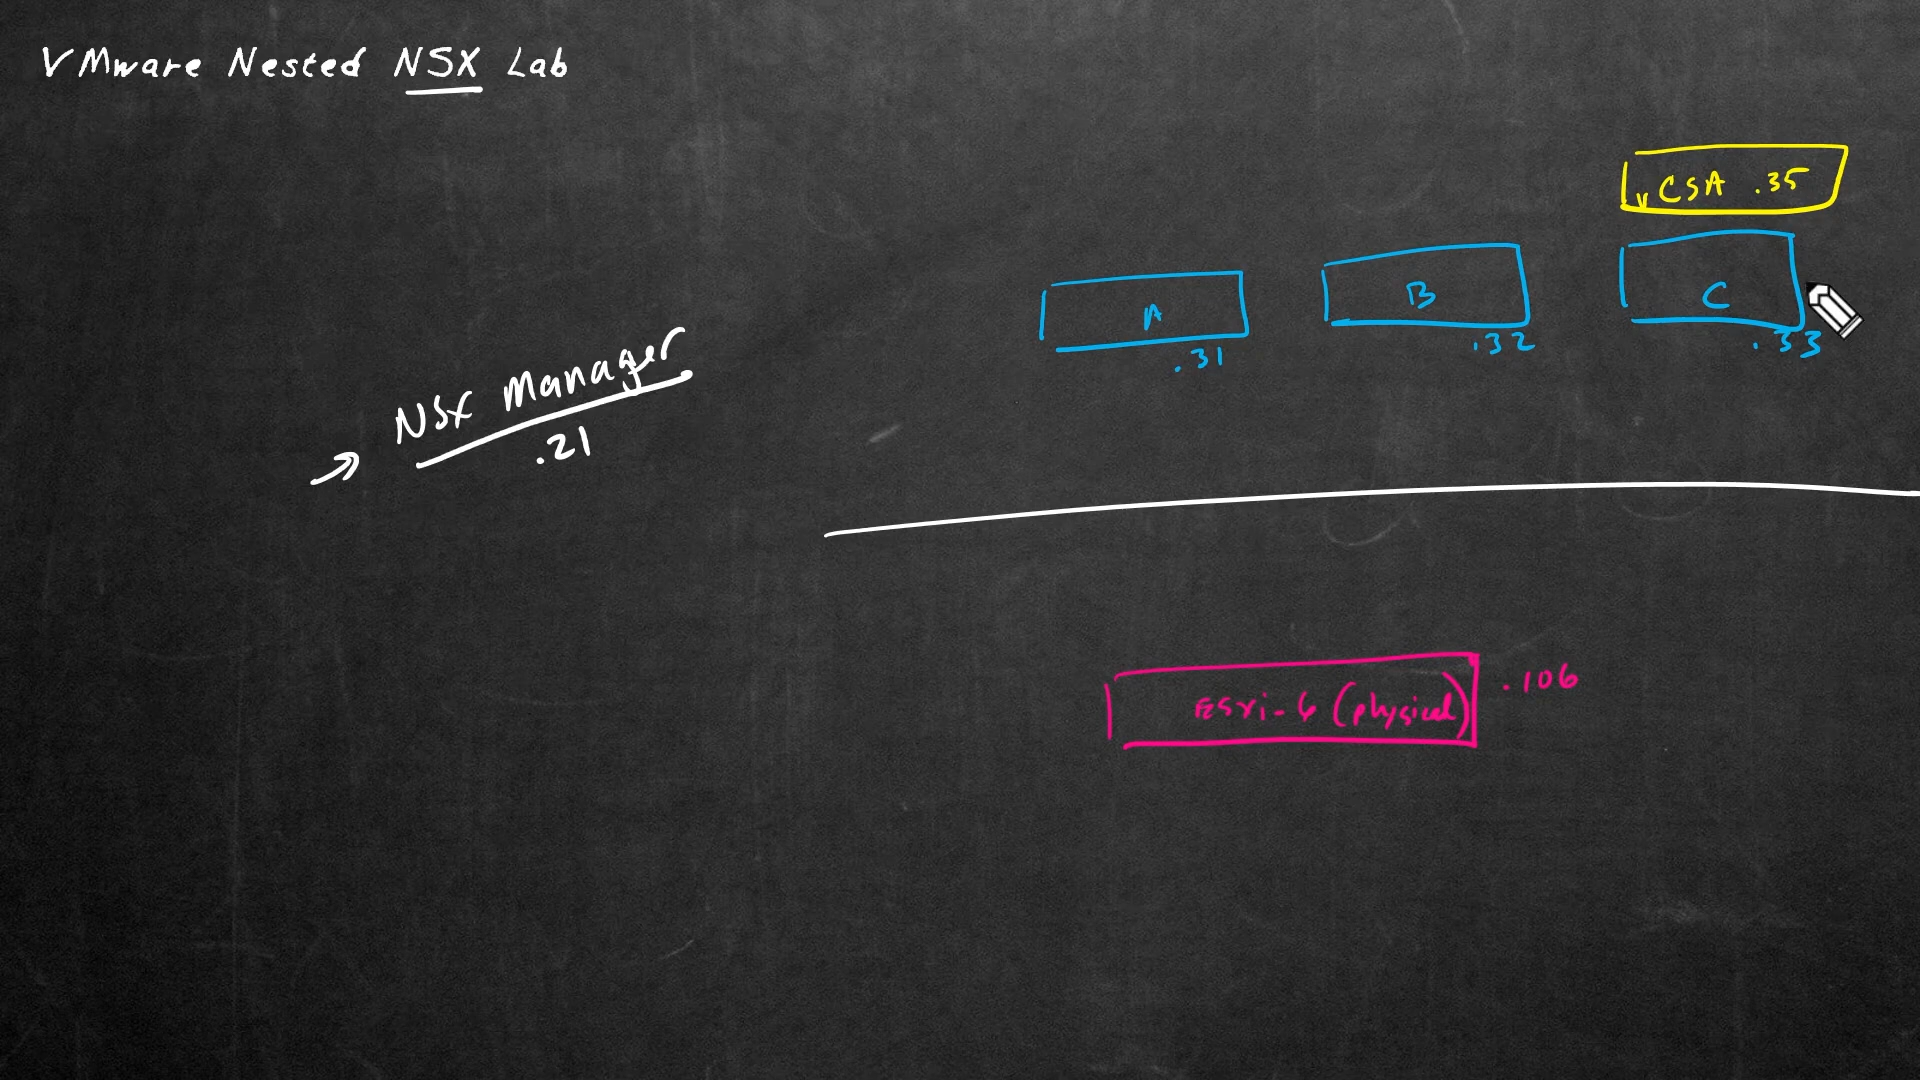 VMware Nested NSX Lab
vCSA .35
A
B
C
.31
.32
.33
NSX Manager
.21
ESXi-6 (physical)
.106